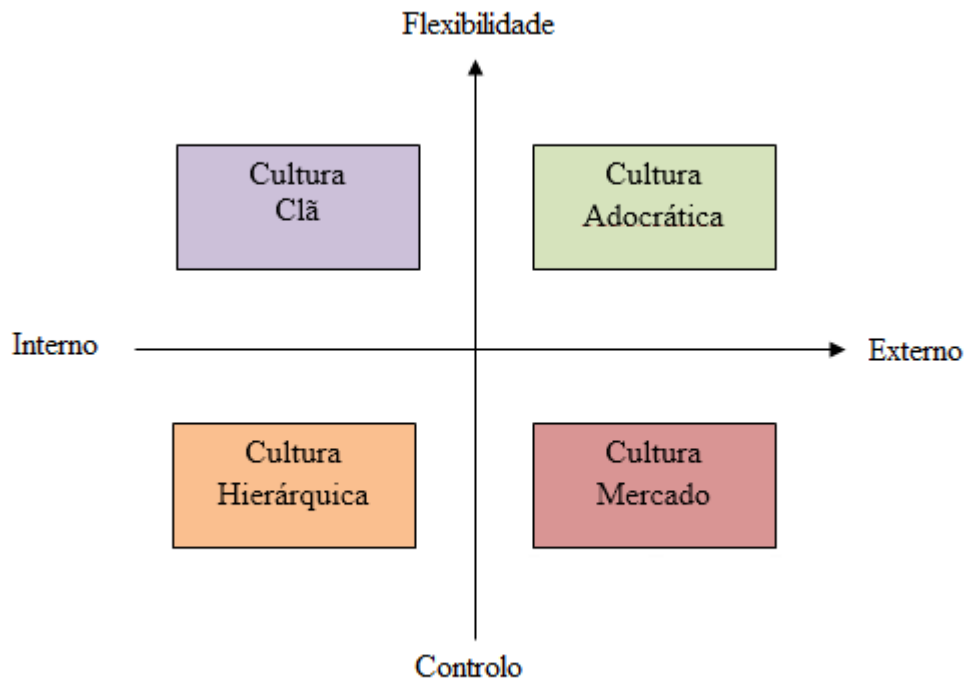 Flexibilidade
Cultura
Clã
Cultura
Adocrática
Interno
Externo
Cultura
Hierárquica
Cultura
Mercado
Controlo